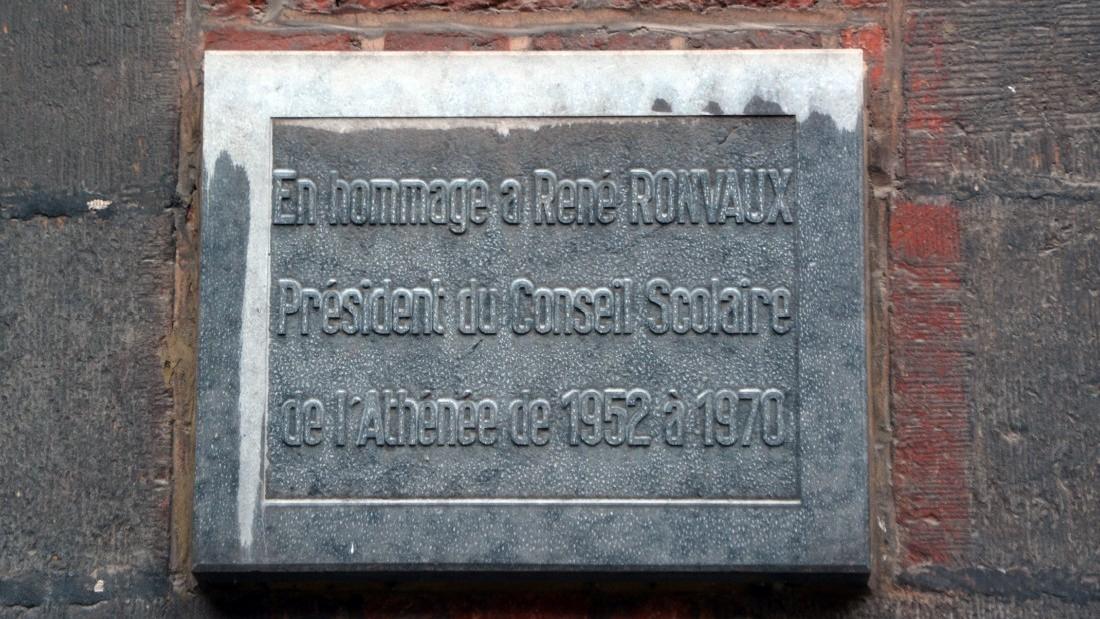 En hommage a René RONVAUX
Président du Conseil Scolaire
de l'Athénée de 1952 à 1970